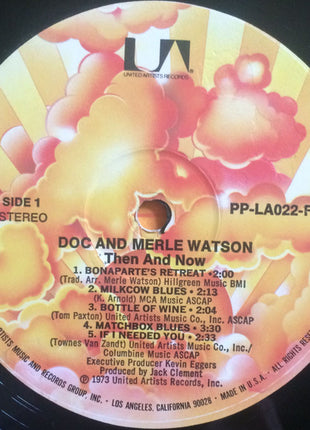 UA
UNITED ARTISTS RECORDS
SIDE 1
STEREO
PP-LA022-F
DOC AND MERLE WATSON
Then And Now
1. BONAPARTE'S RETREAT • 2:00
(Trad. Arr. Merle Watson) Hillgreen Music BMI
2. MILKCOW BLUES • 2:13
(K. Arnold) MCA Music ASCAP
3. BOTTLE OF WINE • 2:04
(Tom Paxton) United Artists Music Co., Inc. ASCAP
4. MATCHBOX BLUES • 3:30
5. IF I NEEDED YOU • 2:33
(Townes Van Zandt) United Artists Music Co., Inc./
Columbine Music ASCAP
Executive Producer Kevin Eggers
Produced by Jack Clement
Ⓟ 1973 United Artists Records, Inc.
ARTISTS MUSIC AND RECORDS GROUP, INC. • LOS ANGELES, CALIFORNIA 90028 • MADE IN U.S.A. • ALL RIGHTS RE